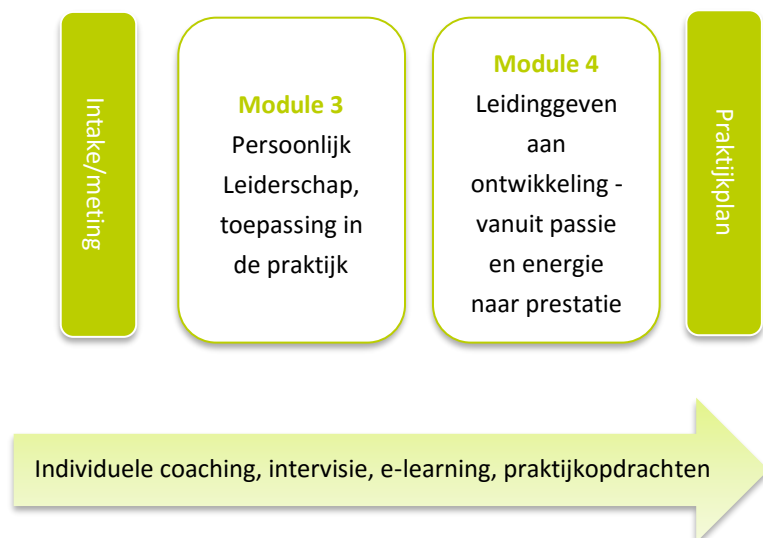 Intake/meting
Module 3
Persoonlijk
Leiderschap,
toepassing in
de praktijk
Module 4
Leidinggeven
aan
ontwikkeling -
vanuit passie
en energie
naar prestatie
Praktijkplan
Individuele coaching, intervisie, e-learning, praktijkopdrachten